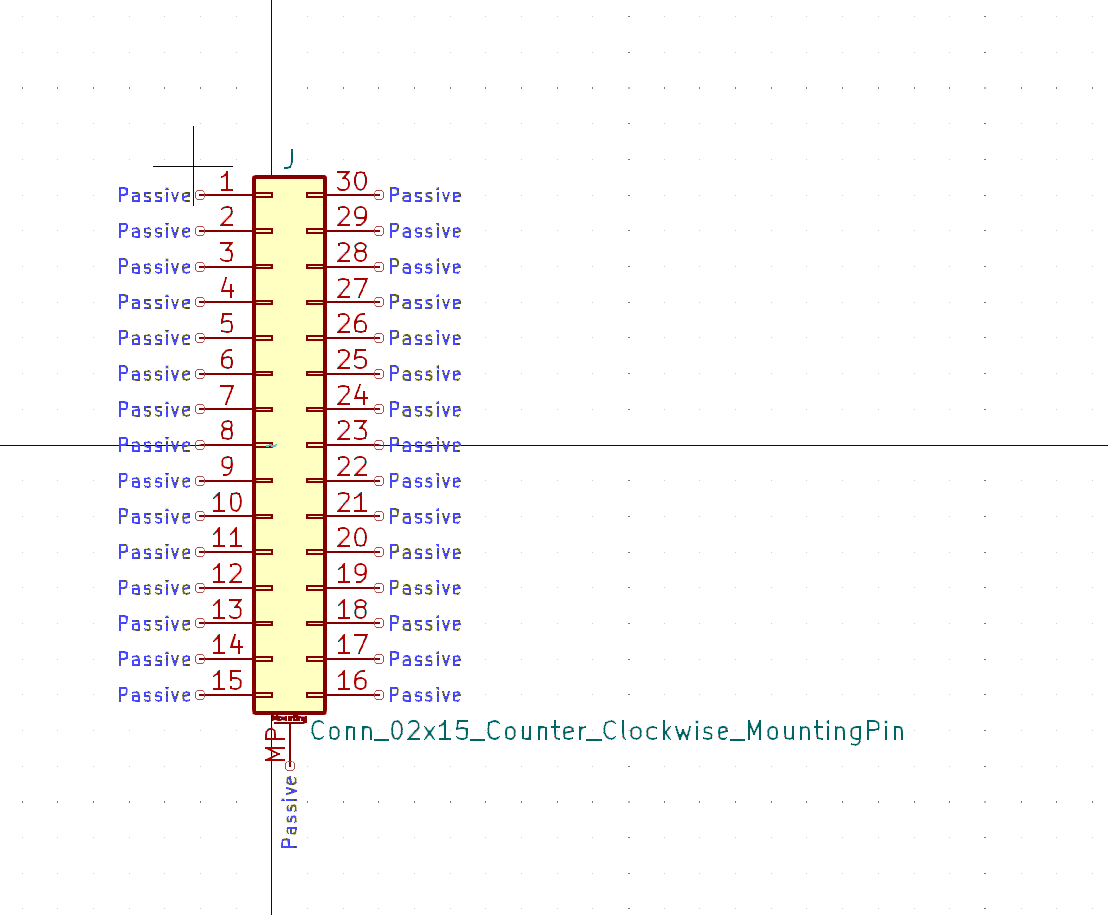 J
Passive 1 30 Passive
Passive 2 29 Passive
Passive 3 28 Passive
Passive 4 27 Passive
Passive 5 26 Passive
Passive 6 25 Passive
Passive 7 24 Passive
Passive 8 23 Passive
Passive 9 22 Passive
Passive 10 21 Passive
Passive 11 20 Passive
Passive 12 19 Passive
Passive 13 18 Passive
Passive 14 17 Passive
Passive 15 16 Passive
Mounting
MP Conn_02x15_Counter_Clockwise_MountingPin
Passive